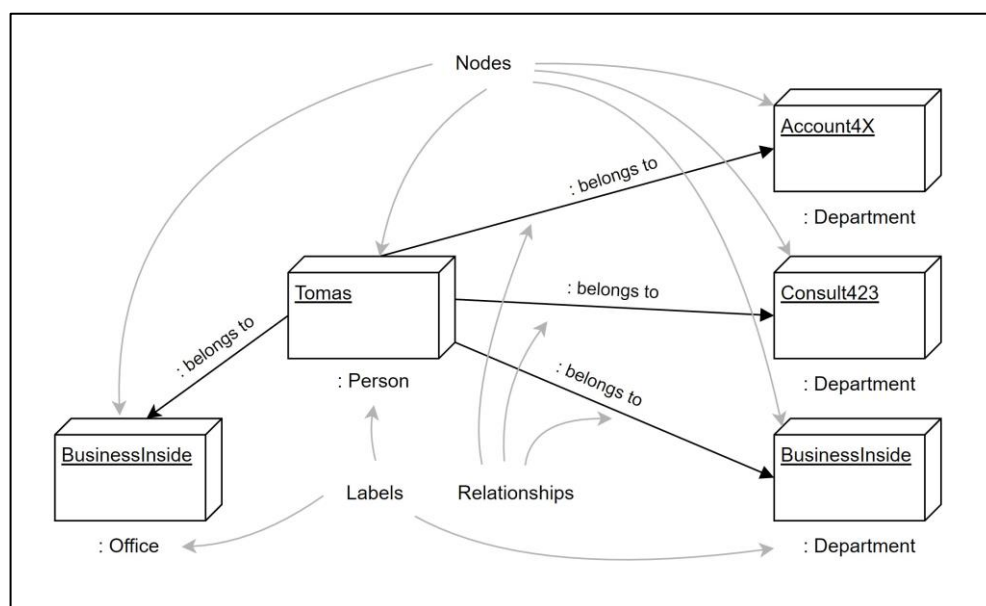 Nodes
Account4X
: belongs to
: Department
Tomas
: belongs to
Consult423
: belongs to
: Person
: belongs to
: Department
BusinessInside
BusinessInside
Labels
Relationships
: Office
: Department